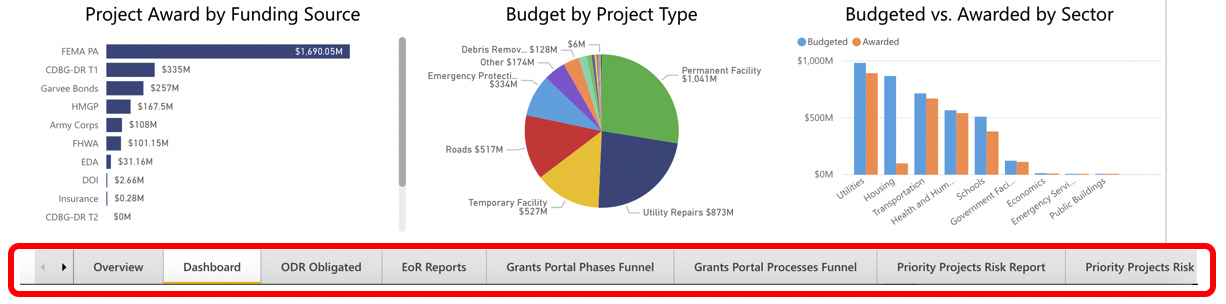 Project Award by Funding Source
FEMA PA $1,690.05M
CDBG-DR T1 $335M
Garvee Bonds $257M
HMGP $167.5M
Army Corps $108M
FHWA $101.15M
EDA $31.16M
DOI $2.66M
Insurance $0.28M
CDBG-DR T2 $0M
Budget by Project Type
$6M
Debris Remov... $128M
Other $174M
Emergency Protecti...
$334M
Roads $517M
Temporary Facility
$527M
Utility Repairs $873M
Permanent Facility
$1,041M
Budgeted vs. Awarded by Sector
Budgeted Awarded
$1,000M
$500M
$0M
Utilities
Housing
Transportation
Health and Hum...
Schools
Government Faci...
Economics
Emergency Servi...
Public Buildings
Overview Dashboard ODR Obligated EoR Reports Grants Portal Phases Funnel Grants Portal Processes Funnel Priority Projects Risk Report Priority Projects Risk